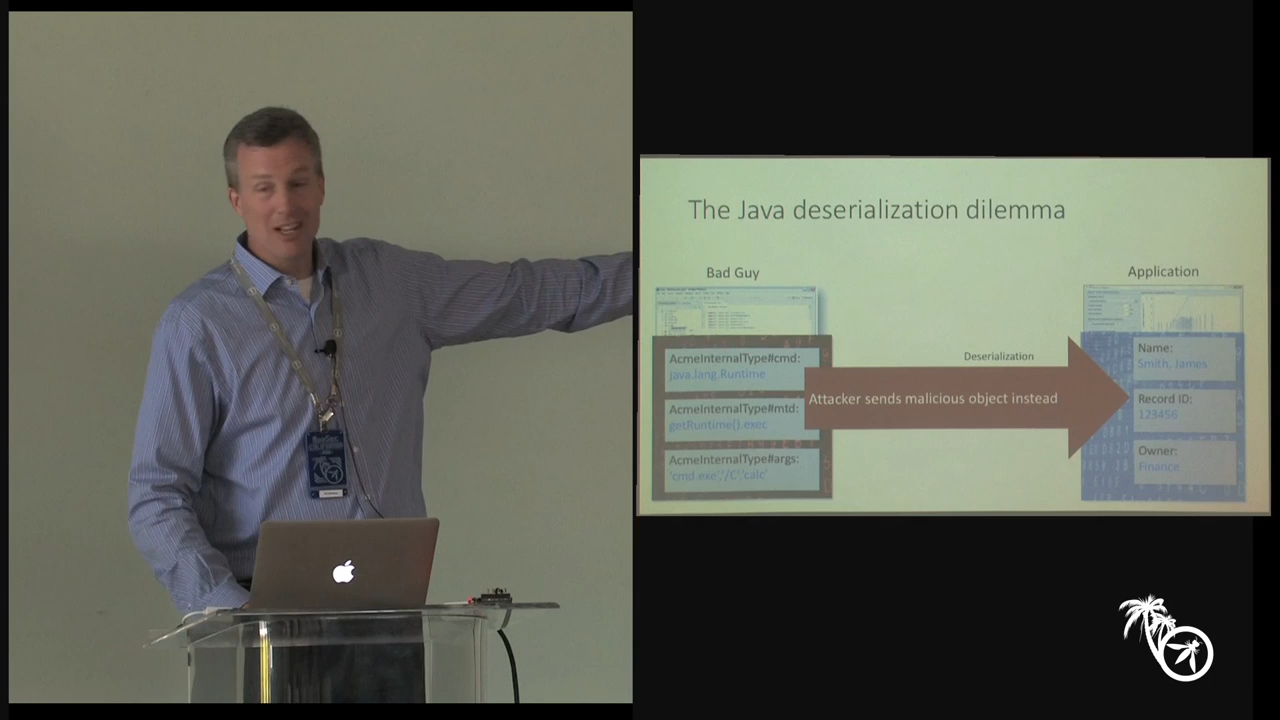 The Java deserialization dilemma
Bad Guy
Application
AcmeInternalType#cmd:
java.lang.Runtime
AcmeInternalType#mtd:
getRuntime().exec
AcmeInternalType#args:
'cmd.exe','/C','calc'
Deserialization
Attacker sends malicious object instead
Name:
Smith, James
Record ID:
123456
Owner:
Finance